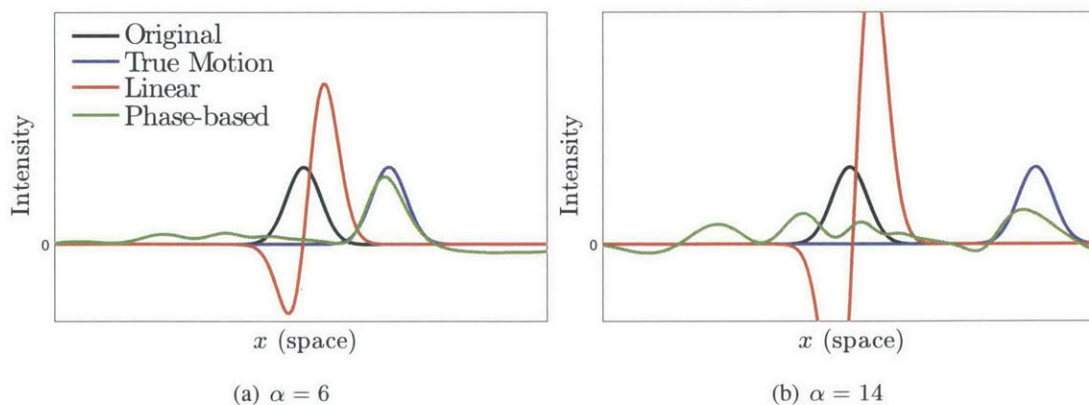 Original
True Motion
Linear
Phase-based
Intensity
0
x (space)
(a) α = 6
Intensity
0
x (space)
(b) α = 14